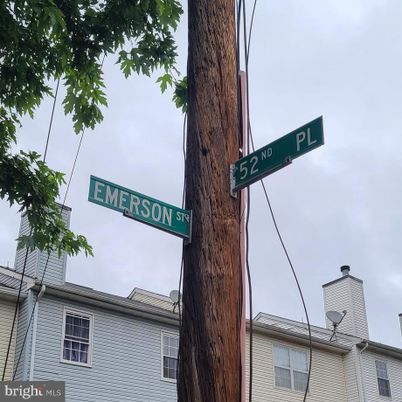 EMERSON ST
52ND PL
bright MLS